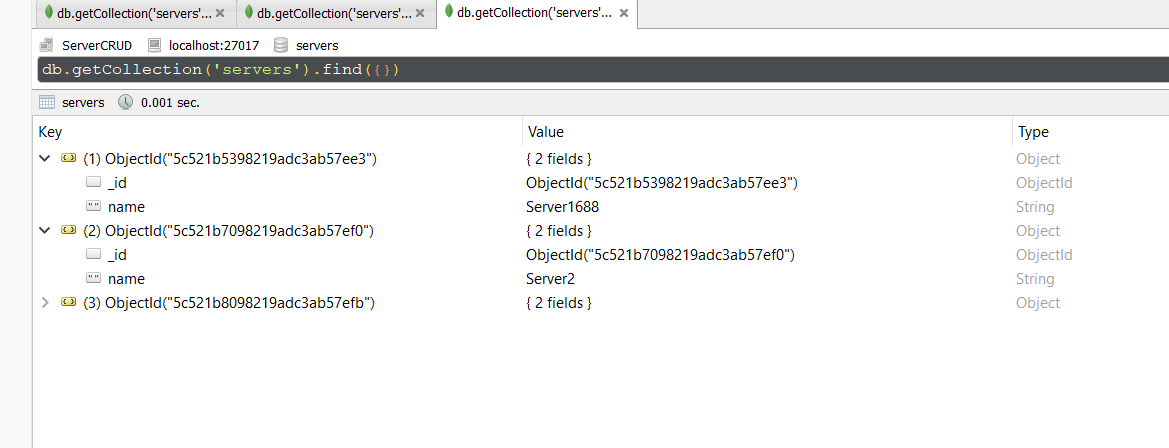 db.getCollection('servers'... db.getCollection('servers'... db.getCollection('servers'...
ServerCRUD localhost:27017 servers
db.getCollection('servers').find({})
servers 0.001 sec.
Key Value Type
(1) ObjectId("5c521b5398219adc3ab57ee3") { 2 fields } Object
_id ObjectId("5c521b5398219adc3ab57ee3") ObjectId
name Server1688 String
(2) ObjectId("5c521b7098219adc3ab57ef0") { 2 fields } Object
_id ObjectId("5c521b7098219adc3ab57ef0") ObjectId
name Server2 String
(3) ObjectId("5c521b8098219adc3ab57efb") { 2 fields } Object